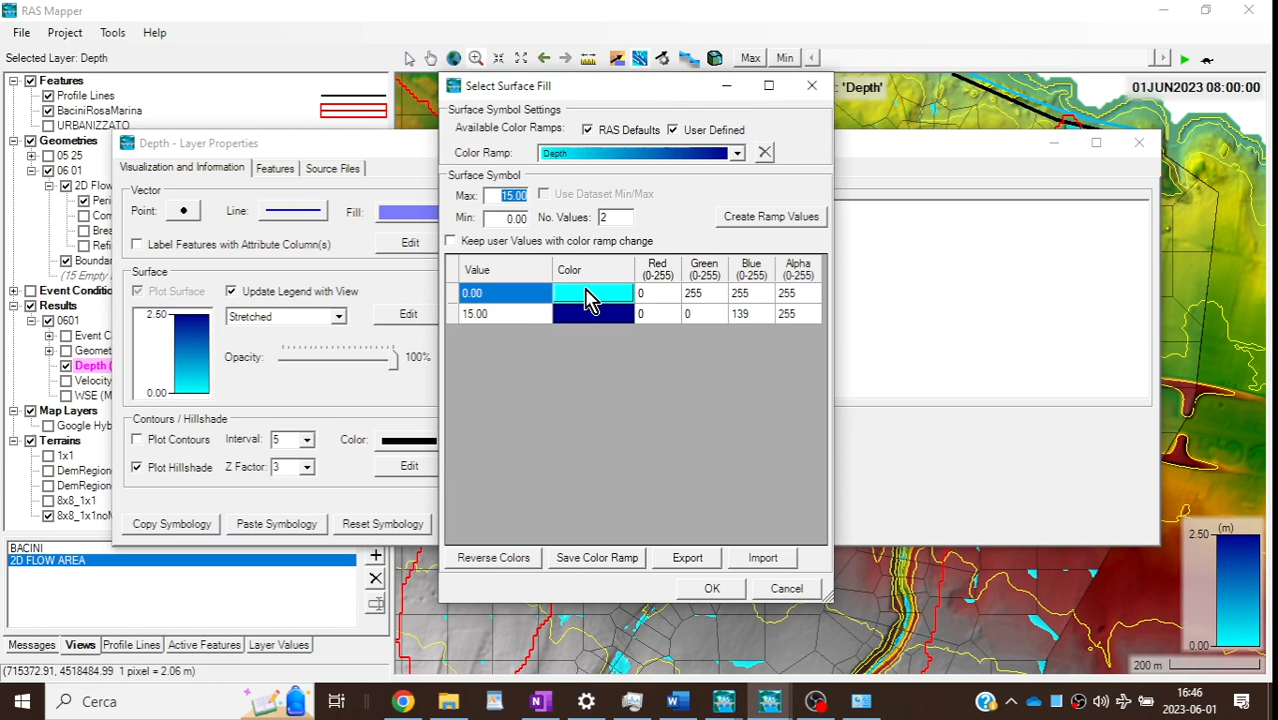 RAS Mapper
File Project Tools Help
Selected Layer: Depth
Max Min
Features
Profile Lines
BaciniRosaMarina
URBANIZZATO
Geometries
05 25
06 01
2D Flow
Peri
Com
Brea
Refi
Boundar
(15 Empty
Event Conditio
Results
0601
Event C
Geomet
Depth (
Velocity
WSE (M
Map Layers
Google Hyb
Terrains
1x1
DemRegion
DemRegion
8x8_1x1
8x8_1x1noM
BACINI
2D FLOW AREA
Messages Views Profile Lines Active Features Layer Values
(715372.91, 4518484.99 1 pixel = 2.06 m)
Depth - Layer Properties
Visualization and Information Features Source Files
Vector
Point: Line: Fill:
Label Features with Attribute Column(s) Edit
Surface
Plot Surface Update Legend with View
2.50 Stretched Edit
Opacity: 100%
0.00
Contours / Hillshade
Plot Contours Interval: 5 Color:
Plot Hillshade Z Factor: 3 Edit
Copy Symbology Paste Symbology Reset Symbology
Select Surface Fill
Surface Symbol Settings
Available Color Ramps: RAS Defaults User Defined
Color Ramp: Depth
Surface Symbol
Max: 15.00 Use Dataset Min/Max
Min: 0.00 No. Values: 2 Create Ramp Values
Keep user Values with color ramp change
Value Color Red (0-255) Green (0-255) Blue (0-255) Alpha (0-255)
0.00 0 255 255 255
15.00 0 0 139 255
Reverse Colors Save Color Ramp Export Import
OK Cancel
'Depth'
01JUN2023 08:00:00
(m)
2.50
0.00
200 m
Cerca
16:46
2023-06-01